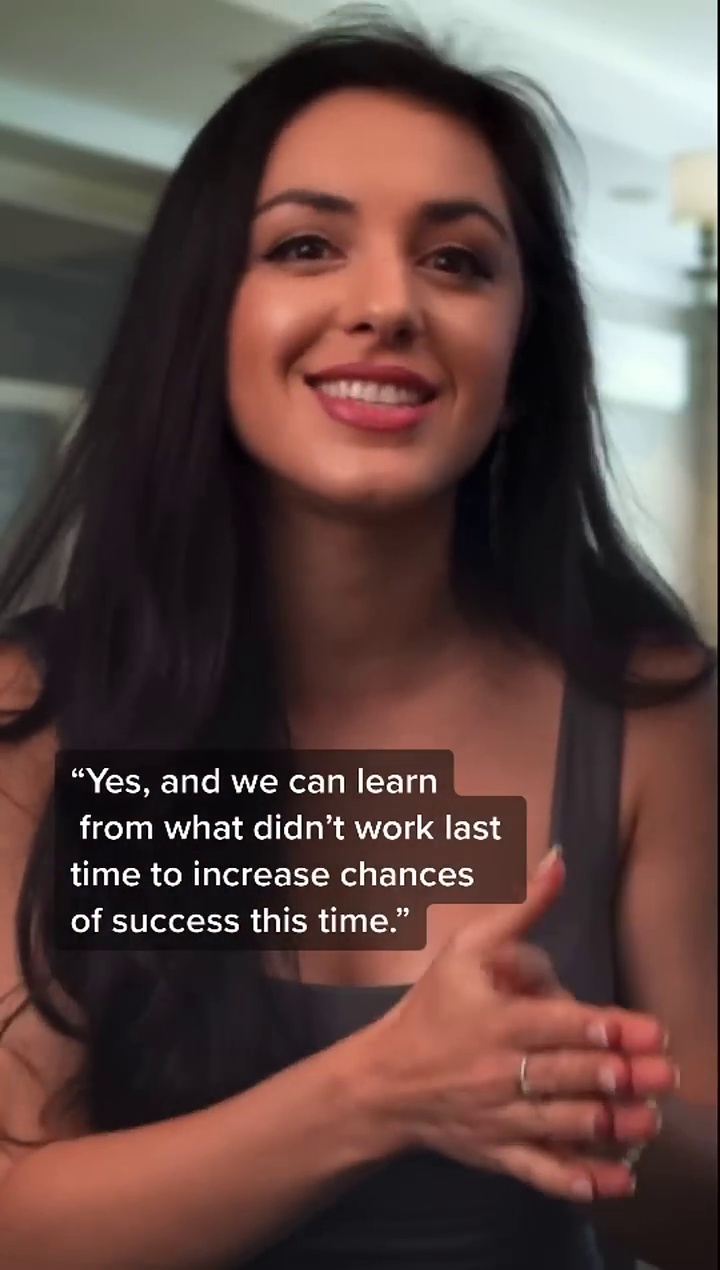 “Yes, and we can learn
from what didn’t work last
time to increase chances
of success this time.”